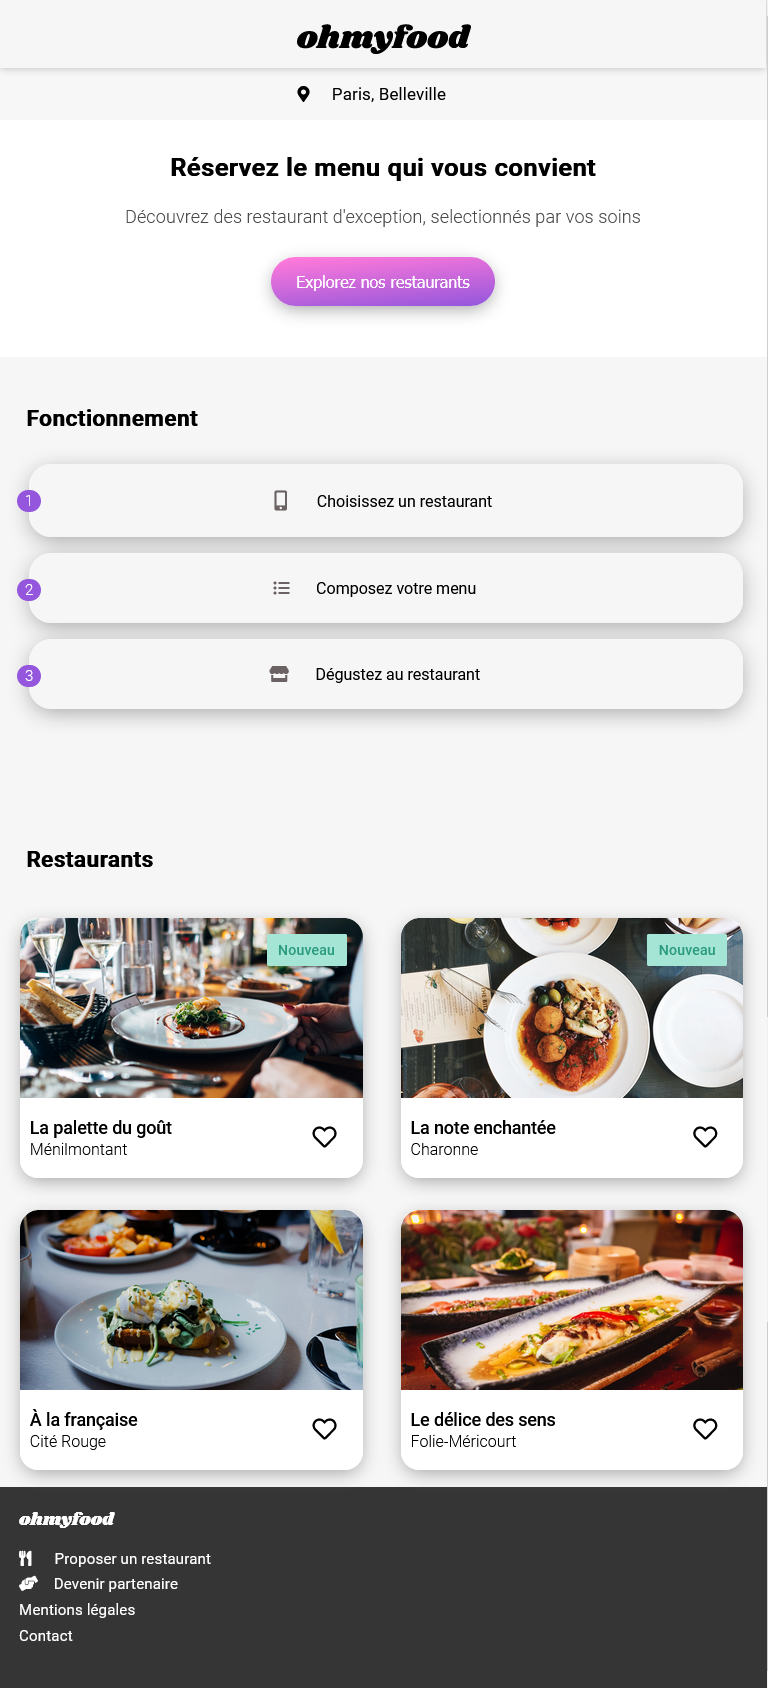 ohmyfood
Paris, Belleville
Réservez le menu qui vous convient
Découvrez des restaurant d'exception, selectionnés par vos soins
Explorez nos restaurants
Fonctionnement
1 Choisissez un restaurant
2 Composez votre menu
3 Dégustez au restaurant
Restaurants
Nouveau
La palette du goût
Ménilmontant
Nouveau
La note enchantée
Charonne
À la française
Cité Rouge
Le délice des sens
Folie-Méricourt
ohmyfood
Proposer un restaurant
Devenir partenaire
Mentions légales
Contact